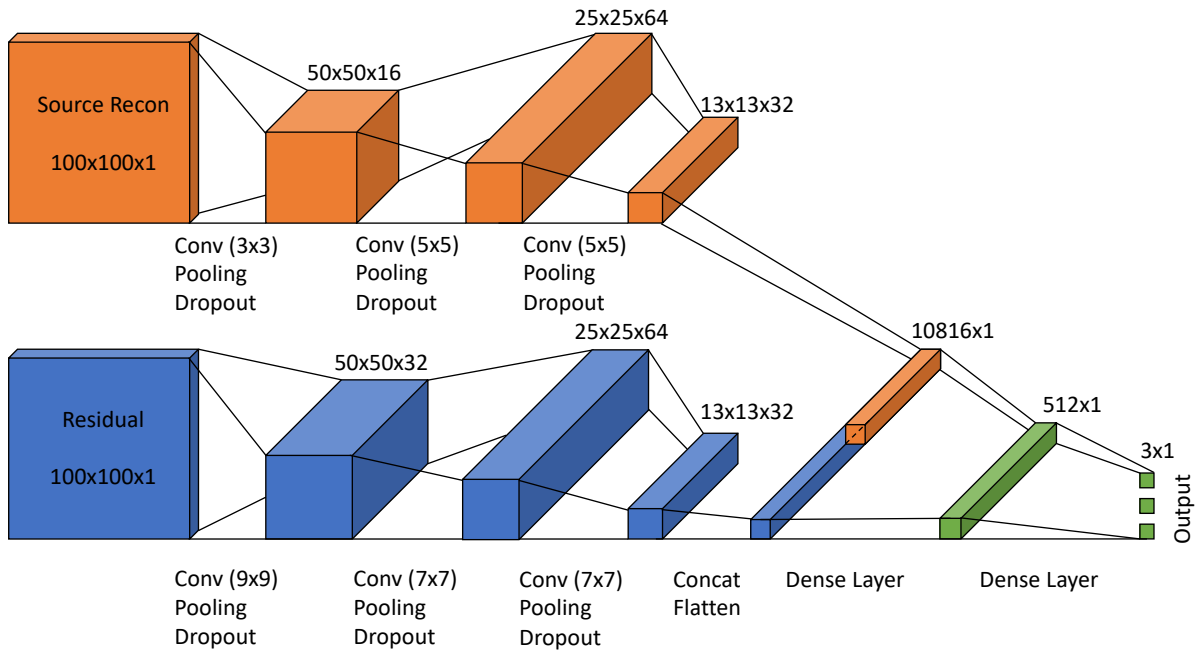 25x25x64
50x50x16
Source Recon
13x13x32
100x100x1
Conv (3x3)
Pooling
Dropout
Conv (5x5)
Pooling
Dropout
Conv (5x5)
Pooling
Dropout
25x25x64
10816x1
50x50x32
Residual
13x13x32
512x1
100x100x1
3x1
Output
Conv (9x9)
Pooling
Dropout
Conv (7x7)
Pooling
Dropout
Conv (7x7)
Pooling
Dropout
Concat
Flatten
Dense Layer
Dense Layer